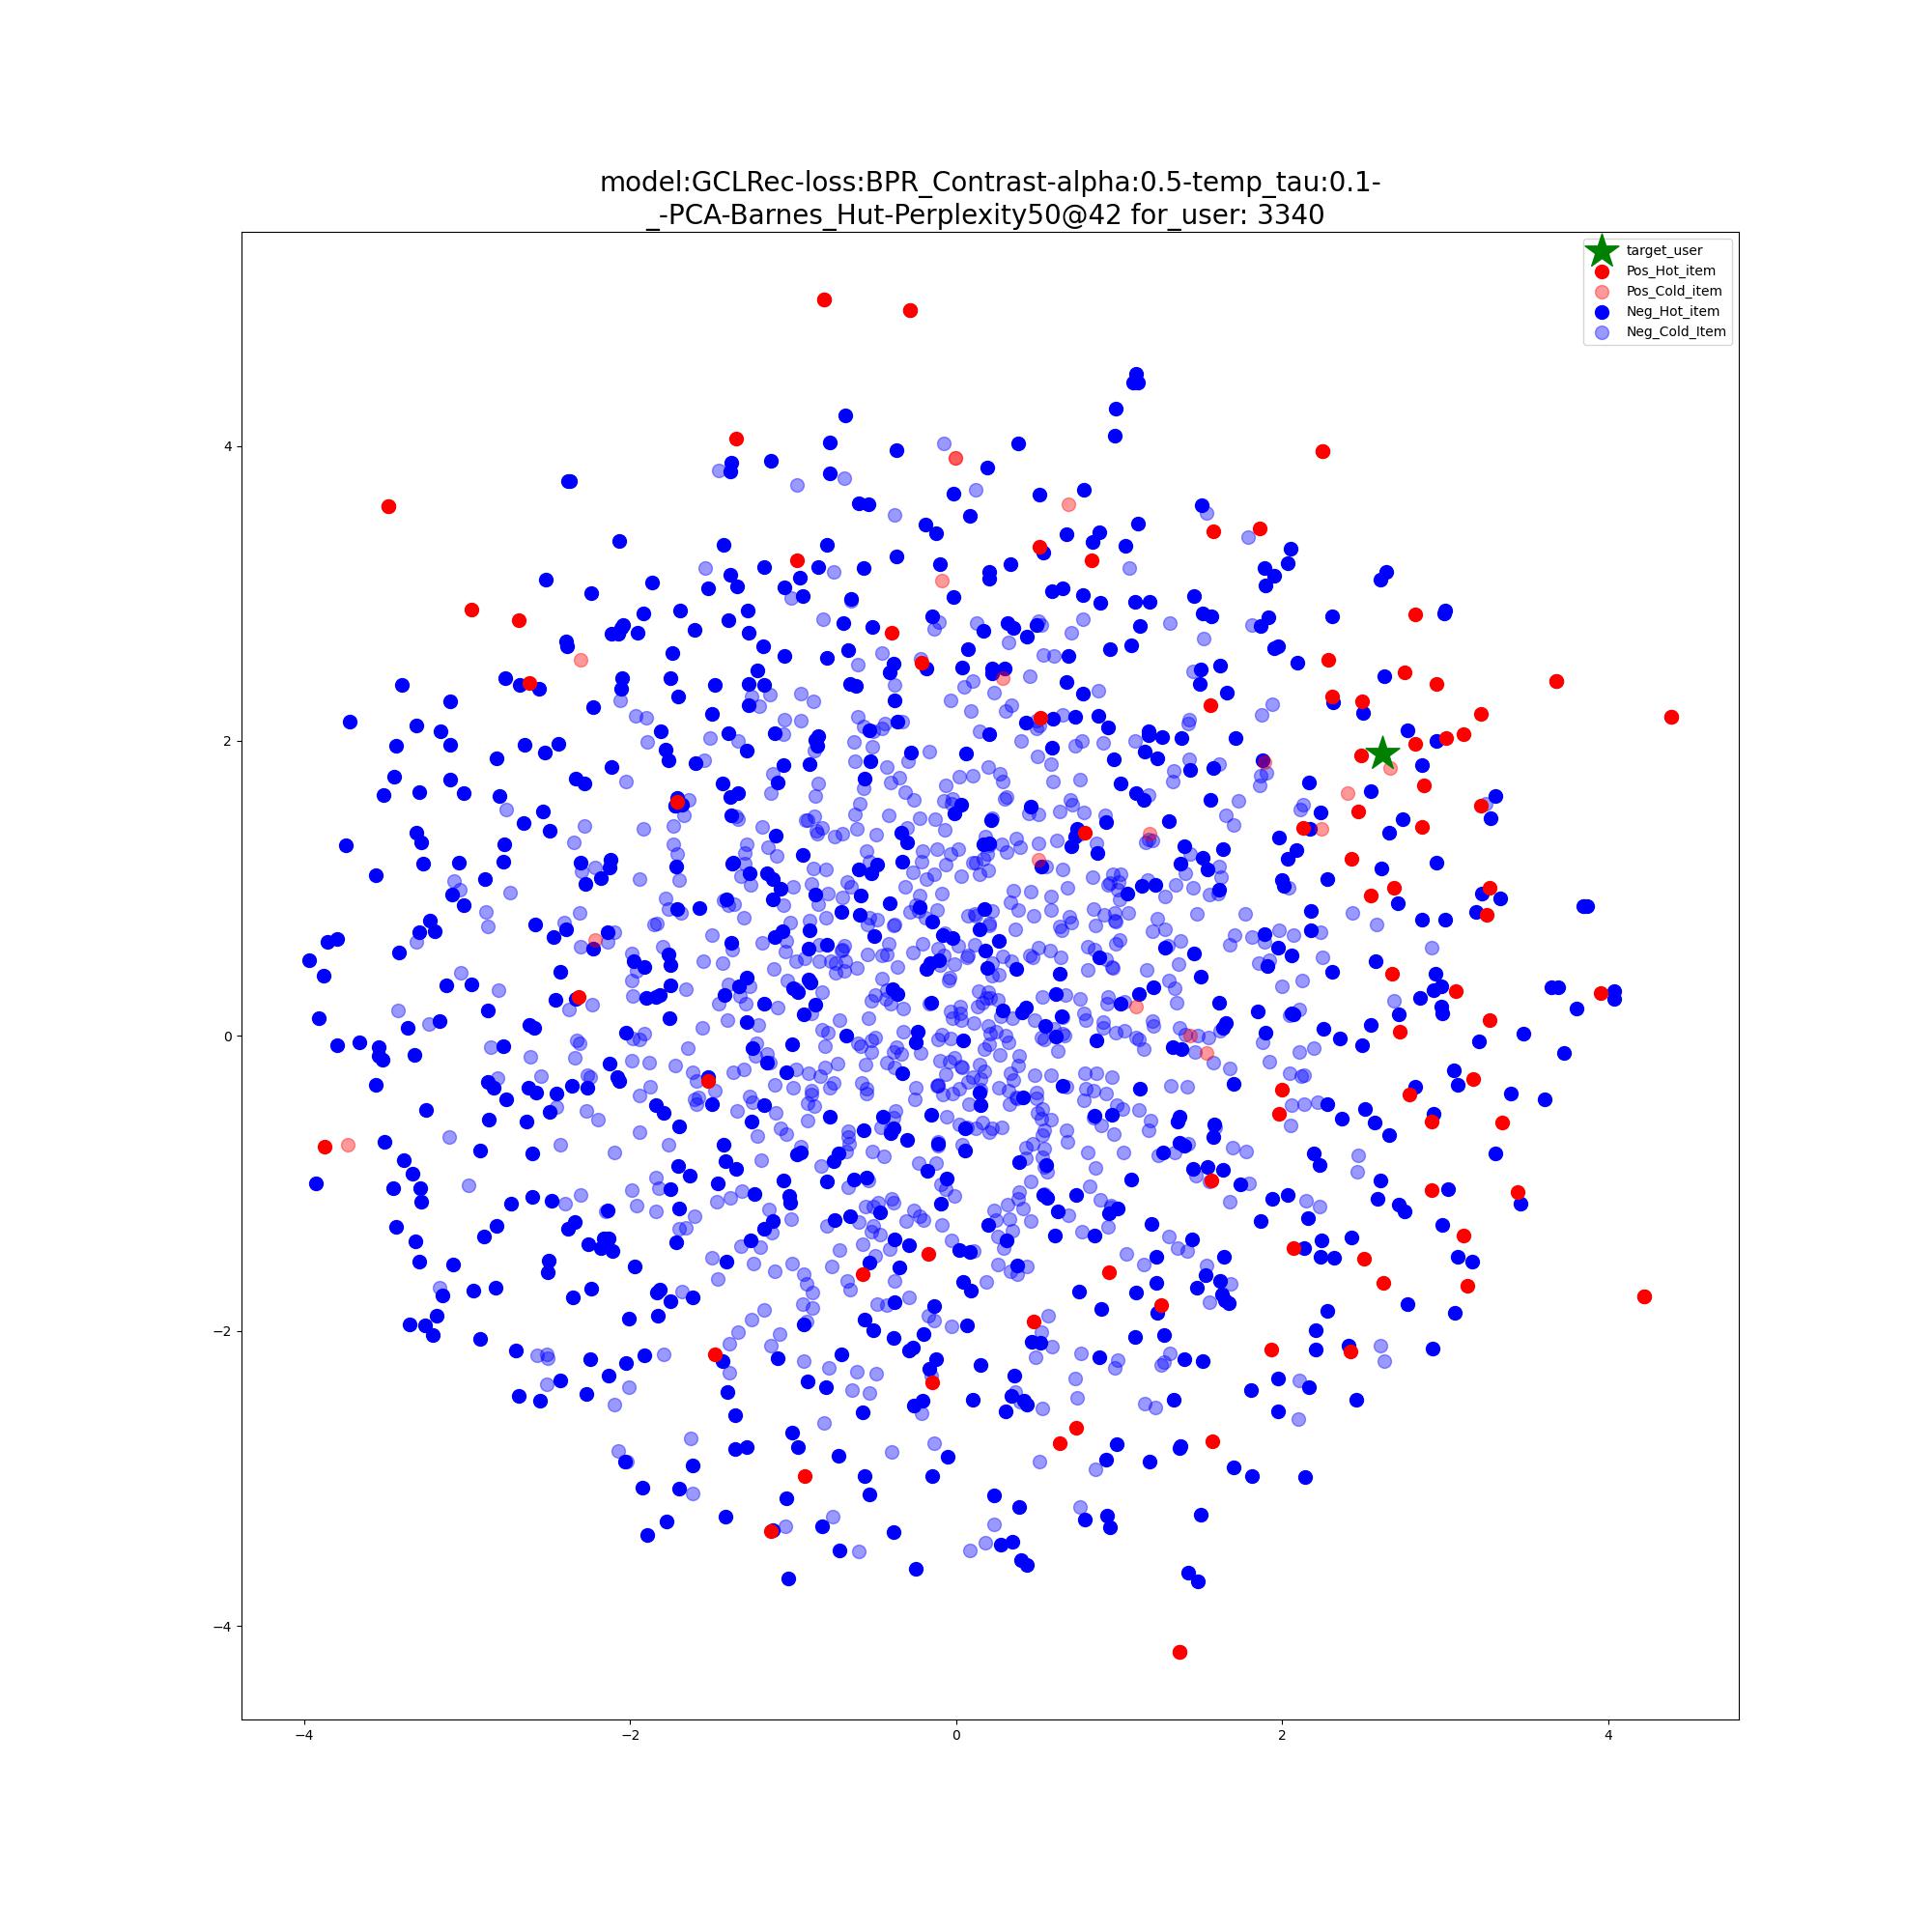 model:GCLRec-loss:BPR_Contrast-alpha:0.5-temp_tau:0.1-
_-PCA-Barnes_Hut-Perplexity50@42 for_user: 3340
target_user
Pos_Hot_item
Pos_Cold_item
Neg_Hot_item
Neg_Cold_Item
4
2
0
−2
−4
−4
−2
0
2
4